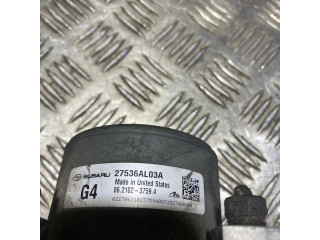 SUBARU 27536AL03A
G4 Made in United States
06.2102-3759.4